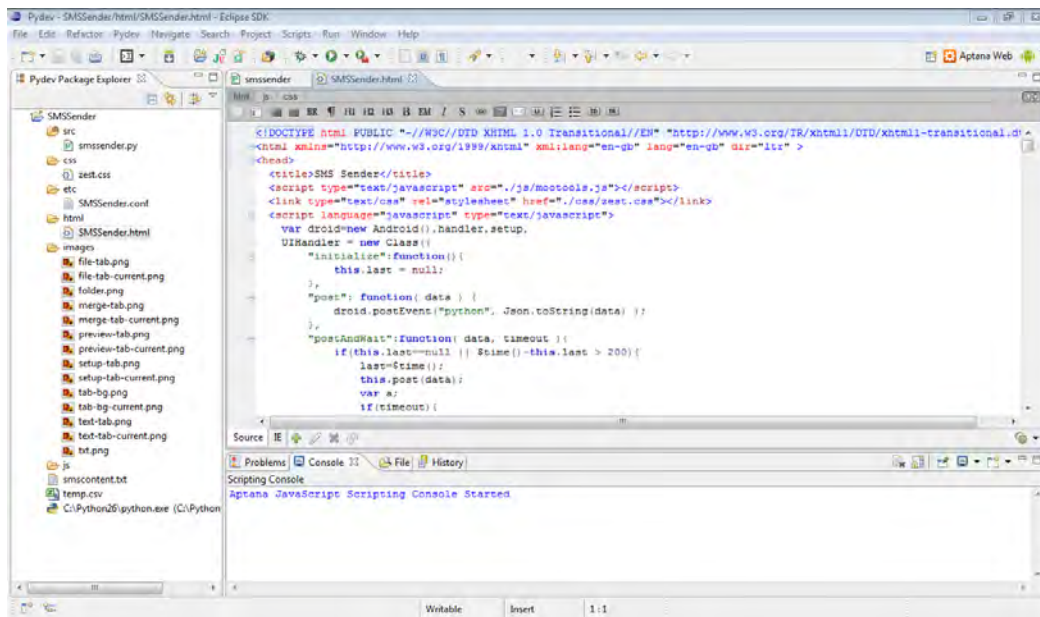 Pydev - SMSSender/html/SMSSender.html - Eclipse SDK
File Edit Refactor Pydev Navigate Search Project Scripts Run Window Help
Aptana Web
Pydev Package Explorer
smssender SMSSender.html
html js css
SMSSender
src
smssender.py
css
zest.css
etc
SMSSender.conf
html
SMSSender.html
images
file-tab.png
file-tab-current.png
folder.png
merge-tab.png
merge-tab-current.png
preview-tab.png
preview-tab-current.png
setup-tab.png
setup-tab-current.png
tab-bg.png
tab-bg-current.png
text-tab.png
text-tab-current.png
txt.png
js
smscontent.txt
temp.csv
C:\Python26\python.exe (C:\Python
H1 H2 H3 B EM I S
<!DOCTYPE html PUBLIC "-//W3C//DTD XHTML 1.0 Transitional//EN" "http://www.w3.org/TR/xhtml1/DTD/xhtml1-transitional.d
<html xmlns="http://www.w3.org/1999/xhtml" xml:lang="en-gb" lang="en-gb" dir="ltr" >
<head>
<title>SMS Sender</title>
<script type="text/javascript" src="./js/mootools.js"></script>
<link type="text/css" rel="stylesheet" href="./css/zest.css"></link>
<script language="javascript" type="text/javascript">
var droid=new Android(),handler,setup,
UIHandler = new Class({
"initialize":function(){
this.last = null;
},
"post": function( data ) {
droid.postEvent("python", Json.toString(data) );
},
"postAndWait":function( data, timeout ){
if(this.last==null || $time()-this.last > 200){
last=$time();
this.post(data);
var a;
if(timeout){
Source IE
Problems Console File History
Scripting Console
Aptana JavaScript Scripting Console Started
Writable Insert 1:1